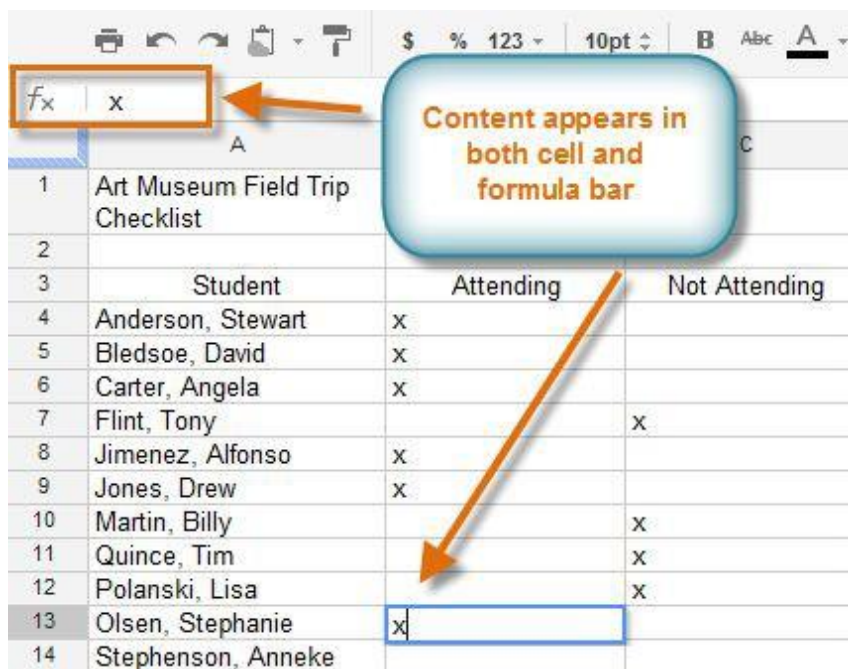 $ % 123 10pt B Abc A
fx x
Content appears in
both cell and
formula bar
A C
1 Art Museum Field Trip
Checklist
2
3 Student Attending Not Attending
4 Anderson, Stewart x
5 Bledsoe, David x
6 Carter, Angela x
7 Flint, Tony x
8 Jimenez, Alfonso x
9 Jones, Drew x
10 Martin, Billy x
11 Quince, Tim x
12 Polanski, Lisa x
13 Olsen, Stephanie x
14 Stephenson, Anneke